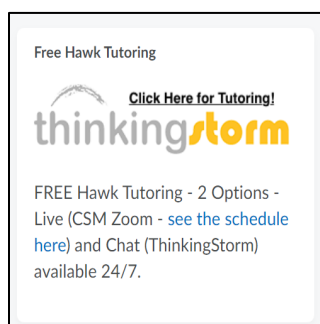 Free Hawk Tutoring
Click Here for Tutoring!
thinkingstorm
FREE Hawk Tutoring - 2 Options -
Live (CSM Zoom - see the schedule
here) and Chat (ThinkingStorm)
available 24/7.